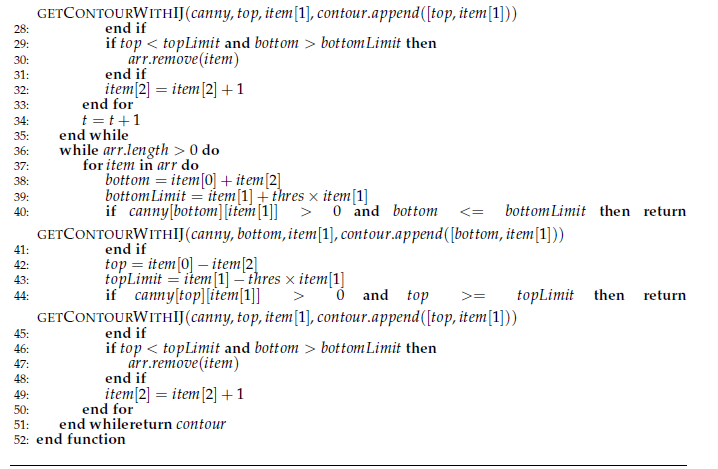 GETCONTOURWITHIJ(canny, top, item[1], contour.append([top, item[1]))
28: end if
29: if top < topLimit and bottom > bottomLimit then
30: arr.remove(item)
31: end if
32: item[2] = item[2] + 1
33: end for
34: t = t + 1
35: end while
36: while arr.length > 0 do
37: for item in arr do
38: bottom = item[0] + item[2]
39: bottomLimit = item[1] + thres × item[1]
40: if canny[bottom][item[1]] > 0 and bottom <= bottomLimit then return
GETCONTOURWITHIJ(canny, bottom, item[1], contour.append([bottom, item[1]))
41: end if
42: top = item[0] − item[2]
43: topLimit = item[1] − thres × item[1]
44: if canny[top][item[1]] > 0 and top >= topLimit then return
GETCONTOURWITHIJ(canny, top, item[1], contour.append([top, item[1]))
45: end if
46: if top < topLimit and bottom > bottomLimit then
47: arr.remove(item)
48: end if
49: item[2] = item[2] + 1
50: end for
51: end whilereturn contour
52: end function